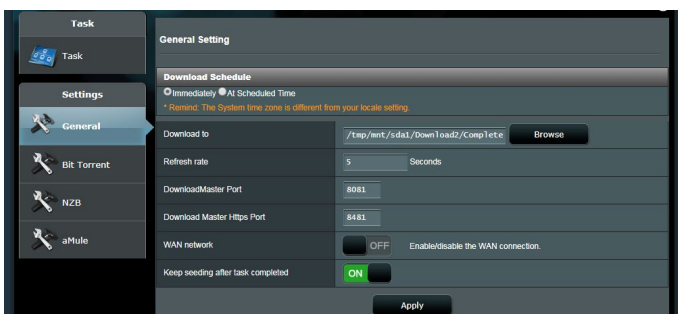 Task
Task
Settings
General
Bit Torrent
NZB
aMule
General Setting
Download Schedule
Immediately At Scheduled Time
* Remind: The System time zone is different from your locale setting.
Download to /tmp/mnt/sda1/Download2/Complete Browse
Refresh rate 5 Seconds
DownloadMaster Port 8081
Download Master Https Port 8481
WAN network OFF Enable/disable the WAN connection.
Keep seeding after task completed ON
Apply